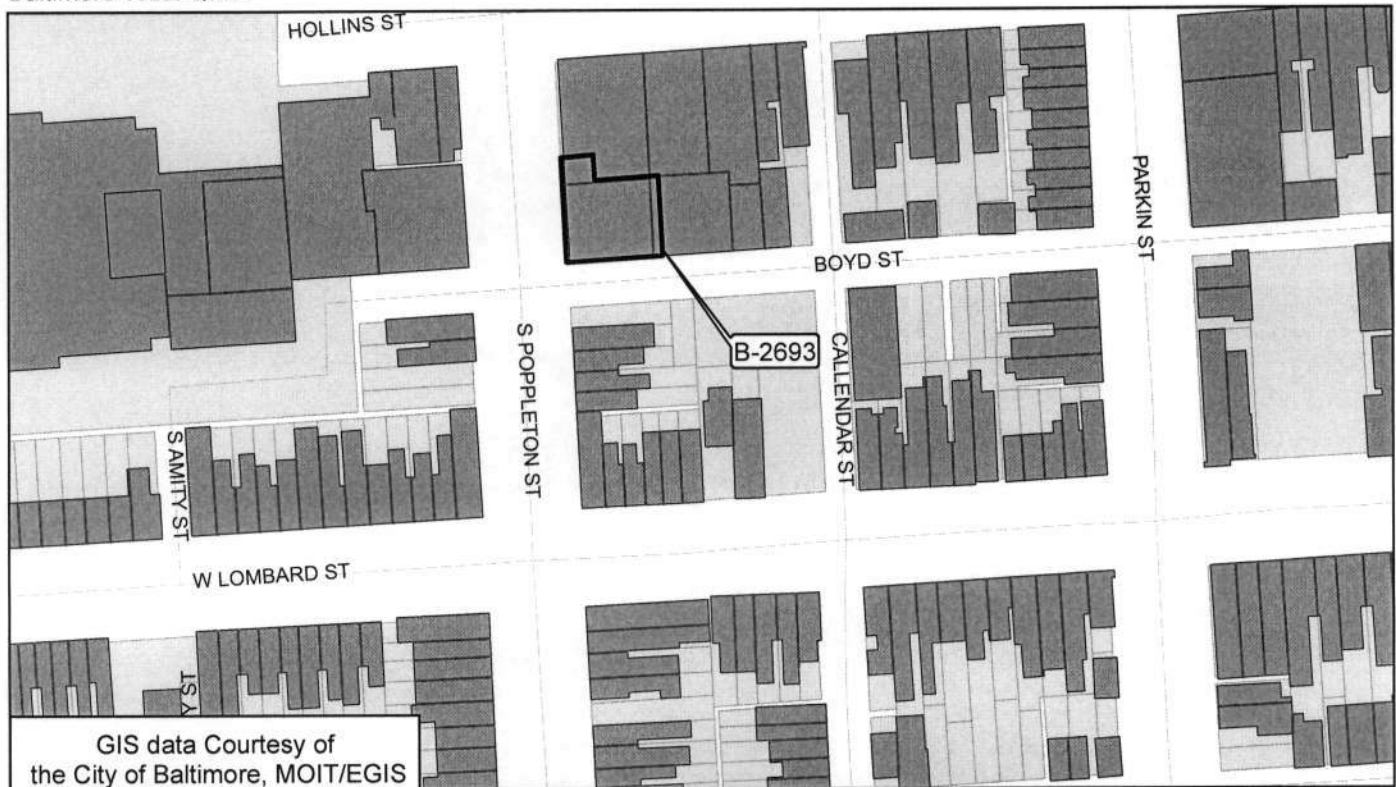 HOLLINS ST
PARKIN ST
BOYD ST
S POPPLETON ST
B-2693
CALLENDAR ST
S AMITY ST
W LOMBARD ST
Y ST
GIS data Courtesy of
the City of Baltimore, MOIT/EGIS